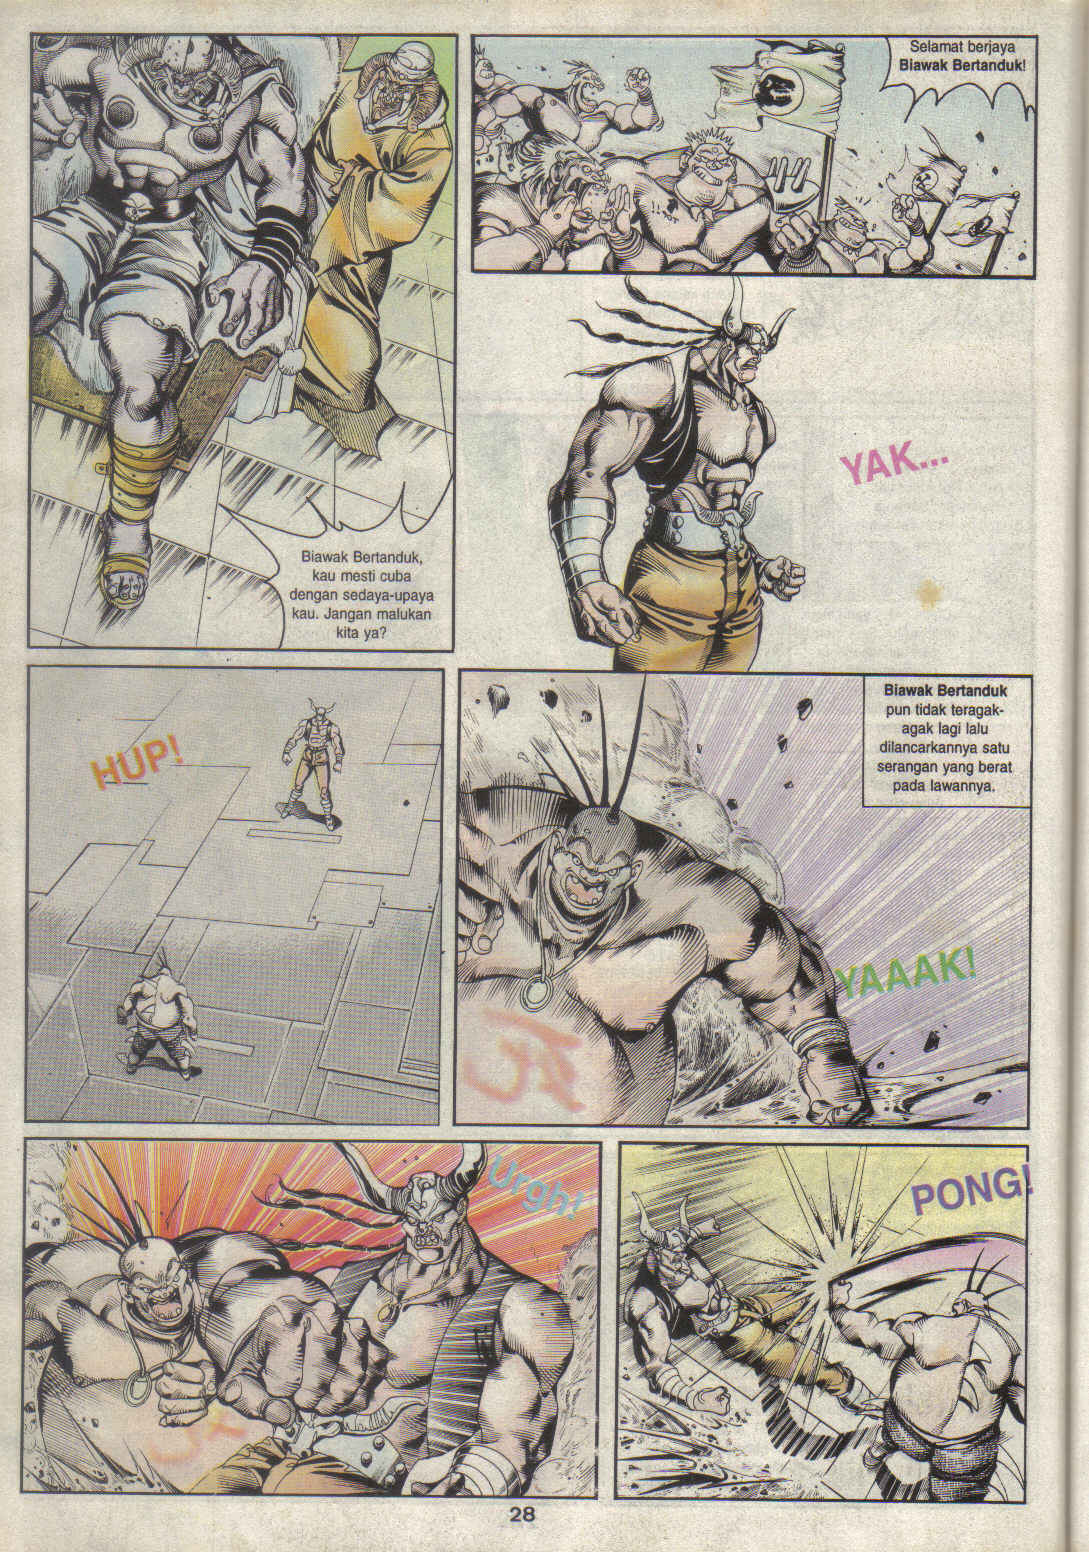 Biawak Bertanduk,
kau mesti cuba
dengan sedaya-upaya
kau. Jangan malukan
kita ya?
Selamat berjaya
Biawak Bertanduk!
YAK...
HUP!
Biawak Bertanduk
pun tidak teragak-
agak lagi lalu
dilancarkannya satu
serangan yang berat
pada lawannya.
YAAAK!
Urgh!
PONG!
28